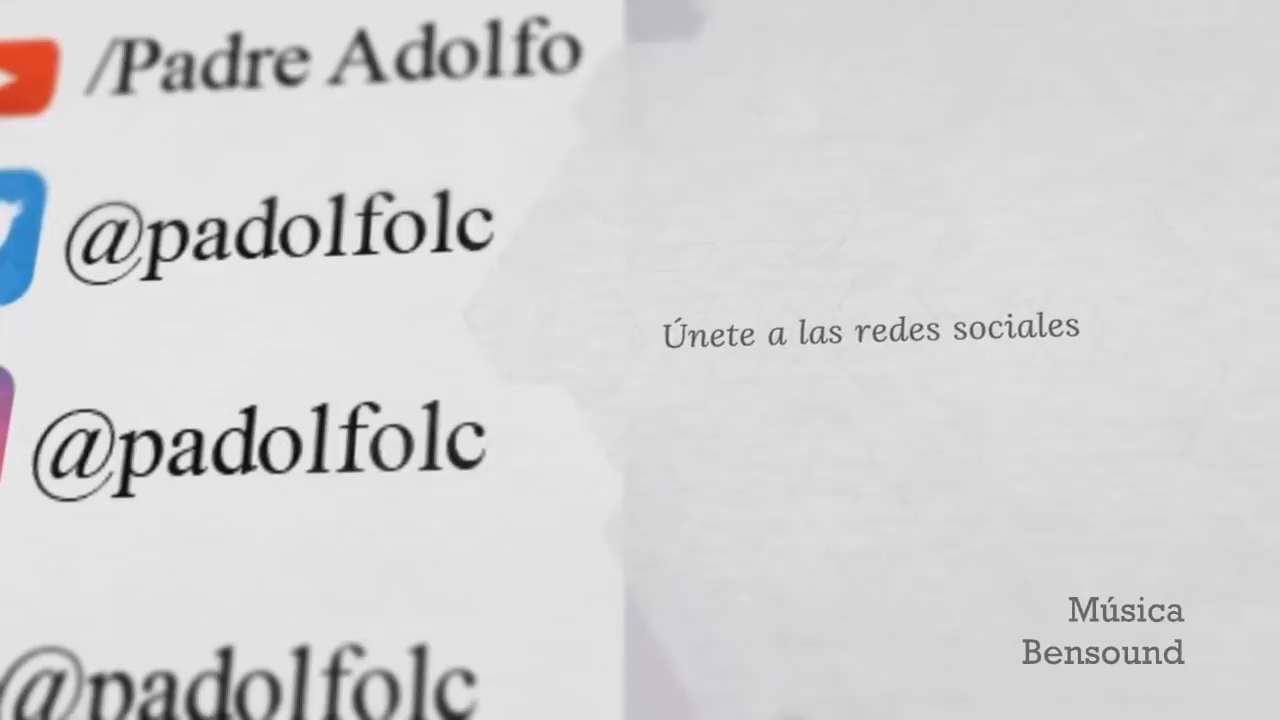 /Padre Adolfo
@padolfolc
@padolfolc
@padolfolc
Únete a las redes sociales
Música
Bensound